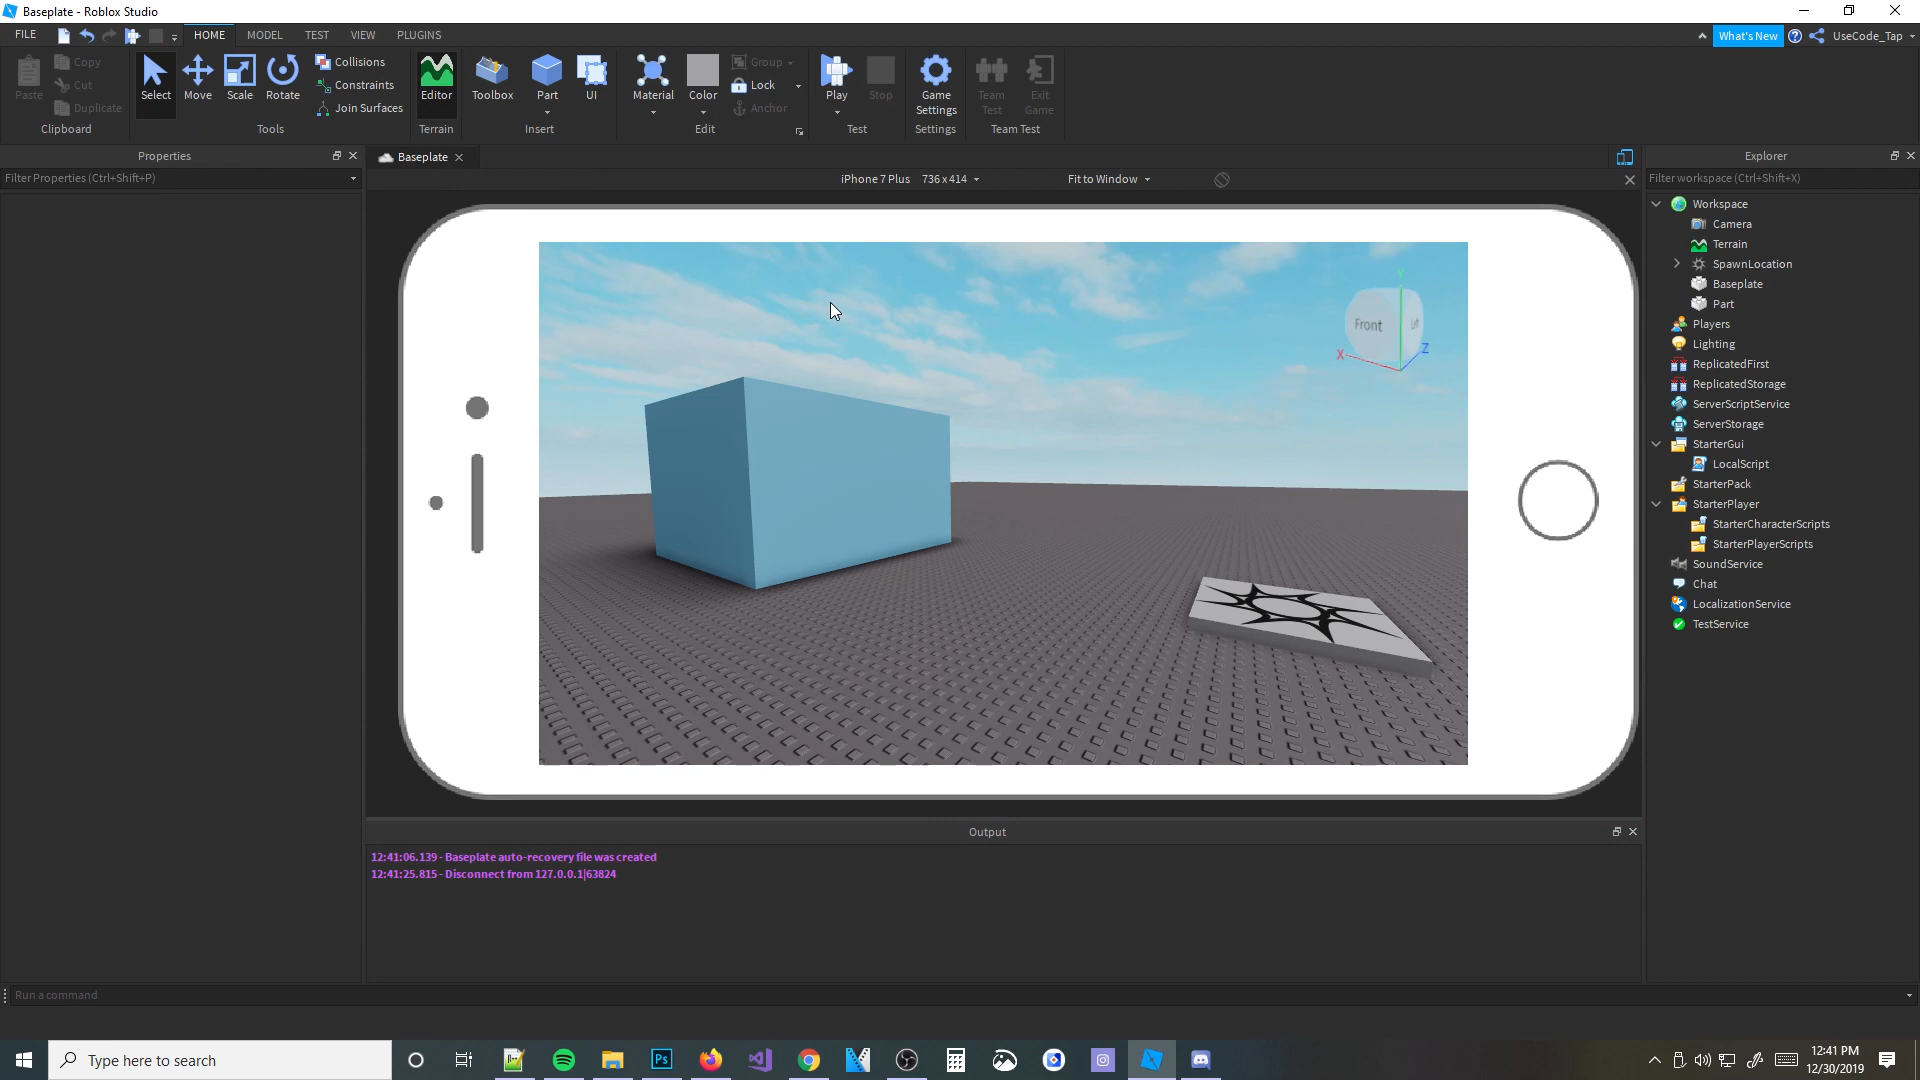 Baseplate - Roblox Studio
FILE
HOME
MODEL
TEST
VIEW
PLUGINS
What's New
UseCode_Tap
Paste
Copy
Cut
Duplicate
Clipboard
Select
Move
Scale
Rotate
Collisions
Constraints
Join Surfaces
Tools
Editor
Terrain
Toolbox
Part
UI
Insert
Material
Color
Group
Lock
Anchor
Edit
Play
Stop
Test
Game
Settings
Settings
Team
Test
Exit
Game
Team Test
Properties
Filter Properties (Ctrl+Shift+P)
Baseplate
iPhone 7 Plus 736 x 414
Fit to Window
Front
Left
Y
X
Z
Explorer
Filter workspace (Ctrl+Shift+X)
Workspace
Camera
Terrain
SpawnLocation
Baseplate
Part
Players
Lighting
ReplicatedFirst
ReplicatedStorage
ServerScriptService
ServerStorage
StarterGui
LocalScript
StarterPack
StarterPlayer
StarterCharacterScripts
StarterPlayerScripts
SoundService
Chat
LocalizationService
TestService
Output
12:41:06.139 - Baseplate auto-recovery file was created
12:41:25.815 - Disconnect from 127.0.0.1|63824
Run a command
Type here to search
Ps
12:41 PM
12/30/2019